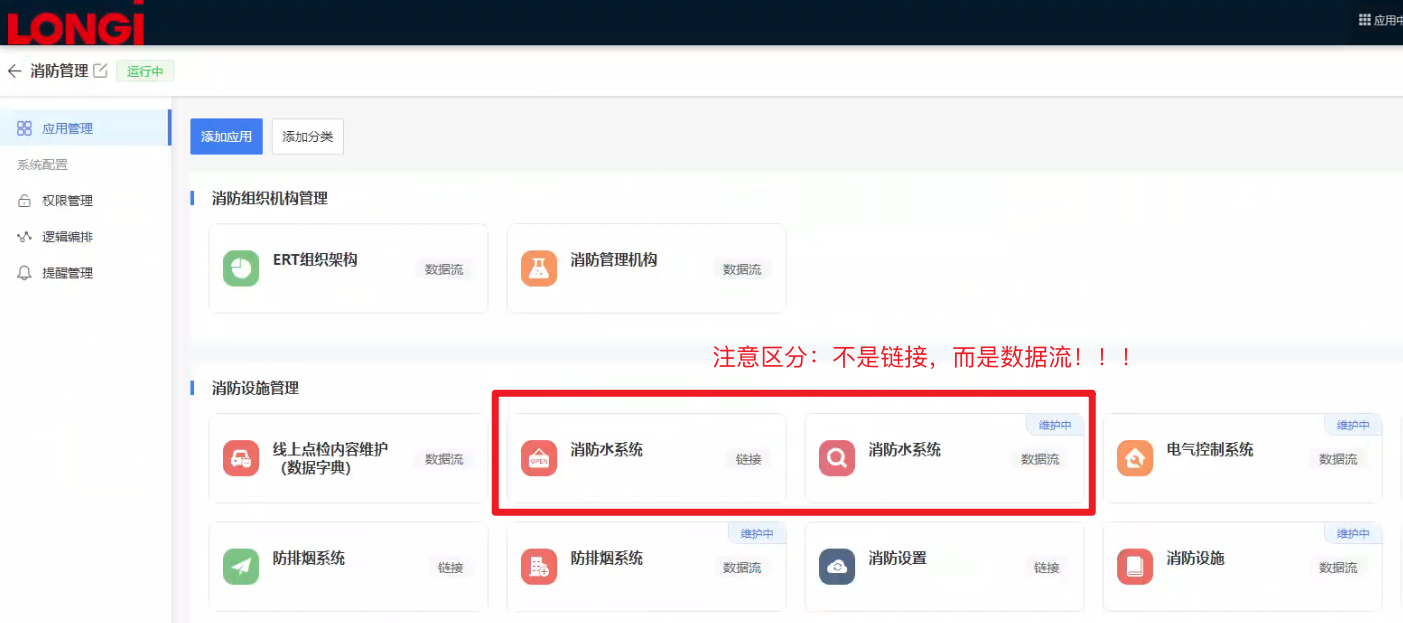 LONGi
应用中
消防管理
运行中
应用管理
系统配置
权限管理
逻辑编排
提醒管理
添加应用
添加分类
消防组织机构管理
ERT组织架构
数据流
消防管理机构
数据流
注意区分：不是链接，而是数据流！！！
消防设施管理
线上点检内容维护
（数据字典）
数据流
OPEN
消防水系统
链接
维护中
消防水系统
数据流
维护中
电气控制系统
数据流
防排烟系统
链接
维护中
防排烟系统
数据流
消防设置
链接
维护中
消防设施
数据流